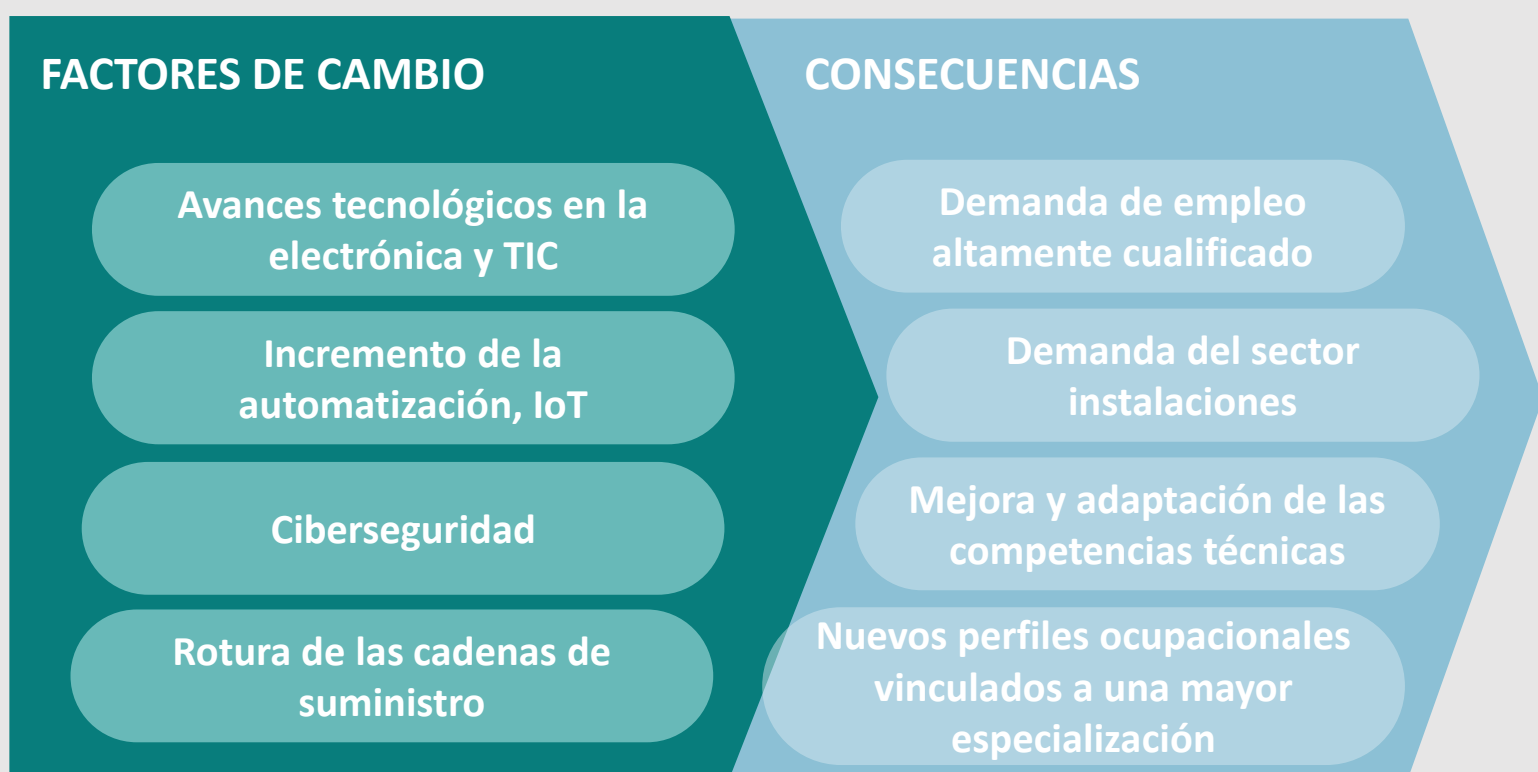 FACTORES DE CAMBIO
Avances tecnológicos en la
electrónica y TIC
Incremento de la
automatización, IoT
Ciberseguridad
Rotura de las cadenas de
suministro
CONSECUENCIAS
Demanda de empleo
altamente cualificado
Demanda del sector
instalaciones
Mejora y adaptación de las
competencias técnicas
Nuevos perfiles ocupacionales
vinculados a una mayor
especialización